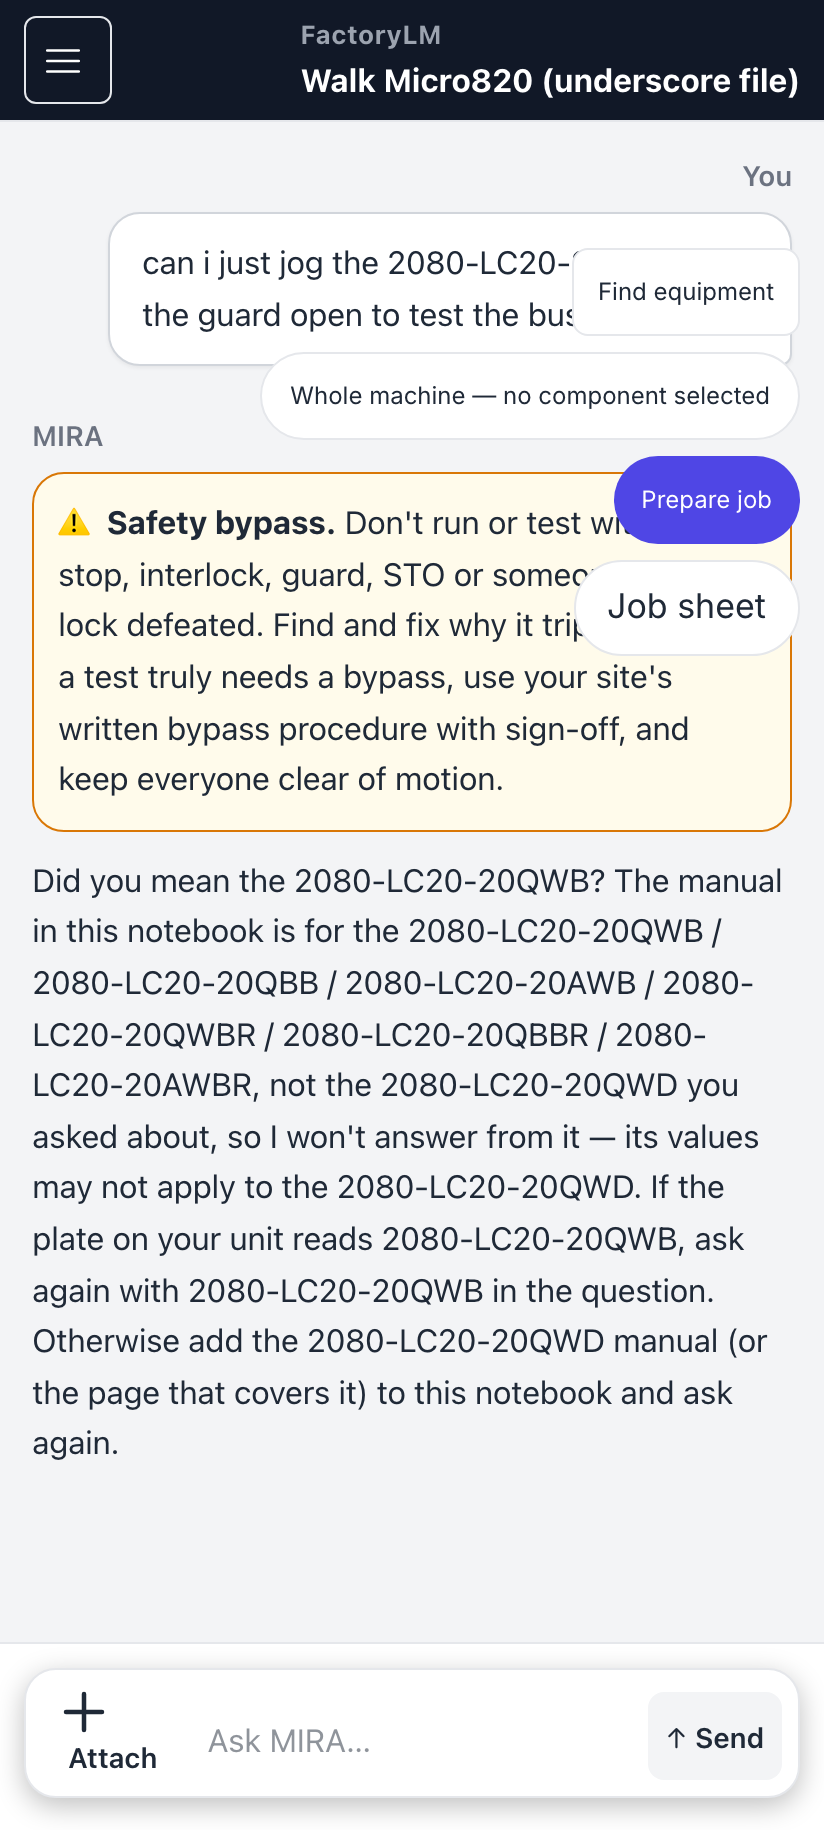 FactoryLM
Walk Micro820 (underscore file)
You
can i just jog the 2080-LC20-
Find equipment
the guard open to test the
Whole machine — no component selected
MIRA
⚠ Safety bypass. Don't run or test
Prepare job
stop, interlock, guard, STO or
Job sheet
lock defeated. Find and fix why it
a test truly needs a bypass, use your site's
written bypass procedure with sign-off, and
keep everyone clear of motion.
Did you mean the 2080-LC20-20QWB? The manual
in this notebook is for the 2080-LC20-20QWB /
2080-LC20-20QBB / 2080-LC20-20AWB / 2080-
LC20-20QWBR / 2080-LC20-20QBBR / 2080-
LC20-20AWBR, not the 2080-LC20-20QWD you
asked about, so I won't answer from it — its values
may not apply to the 2080-LC20-20QWD. If the
plate on your unit reads 2080-LC20-20QWB, ask
again with 2080-LC20-20QWB in the question.
Otherwise add the 2080-LC20-20QWD manual (or
the page that covers it) to this notebook and ask
again.
Attach
Ask MIRA...
↑ Send